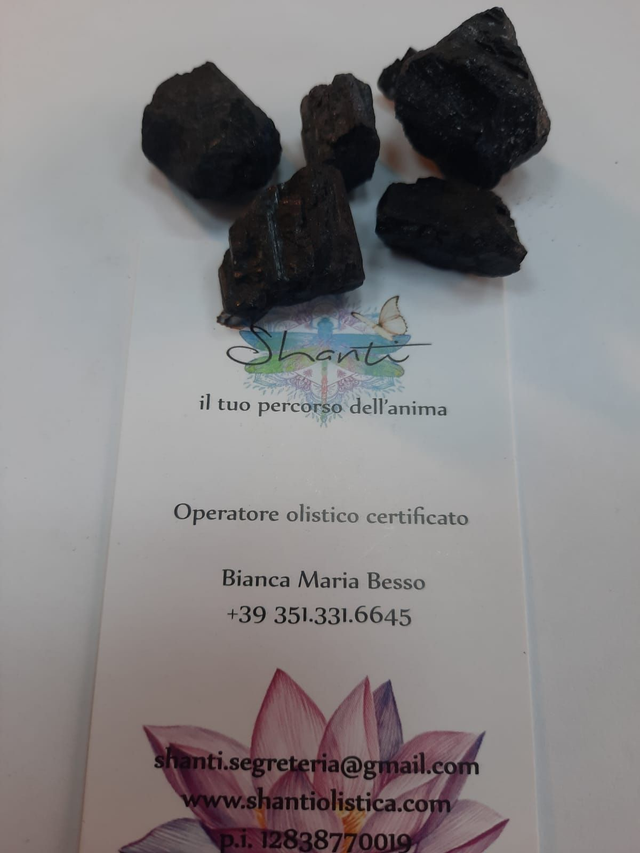 Shanti
il tuo percorso dell'anima
Operatore olistico certificato
Bianca Maria Besso
+39 351.331.6645
shanti.segreteria@gmail.com
www.shantiolistica.com
p.i. 12838770019